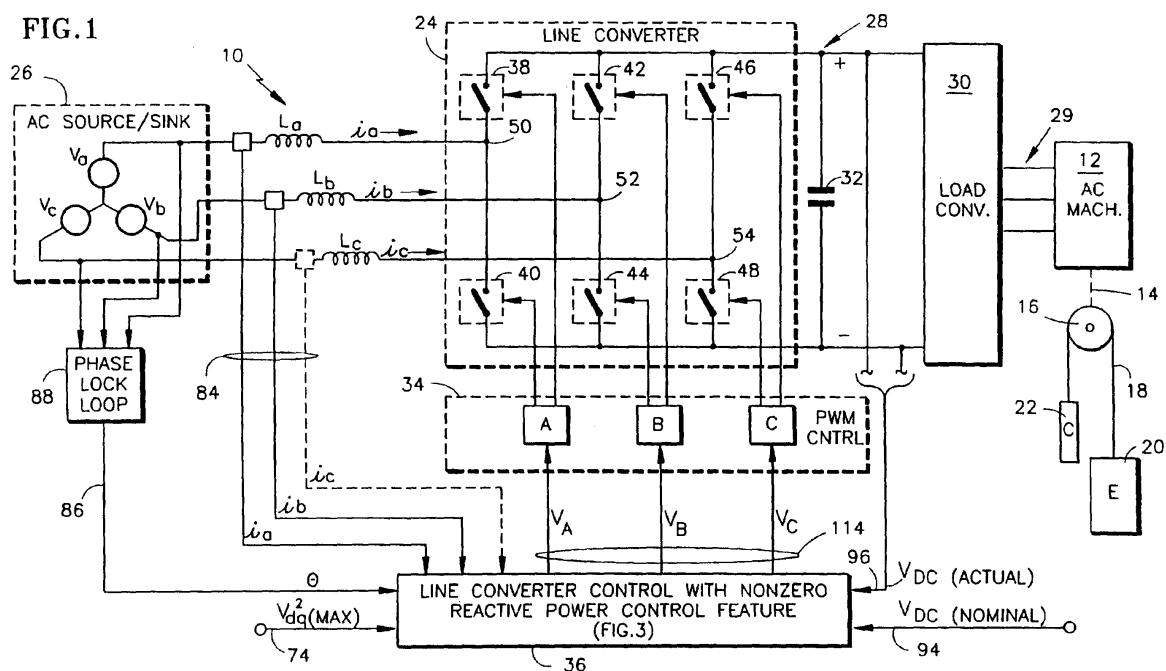 FIG.1
10
26
AC SOURCE/SINK
Va
Vc
Vb
La
ia
Lb
ib
Lc
ic
24
LINE CONVERTER
38
42
46
50
52
54
40
44
48
28
+
−
32
30
LOAD
CONV.
29
12
AC
MACH.
14
16
18
22
C
20
E
88
PHASE
LOCK
LOOP
84
34
A
B
C
PWM
CNTRL
86
ia
ib
ic
VA
VB
VC
114
θ
V²dq(MAX)
74
LINE CONVERTER CONTROL WITH NONZERO
REACTIVE POWER CONTROL FEATURE
(FIG.3)
36
96
VDC (ACTUAL)
VDC (NOMINAL)
94